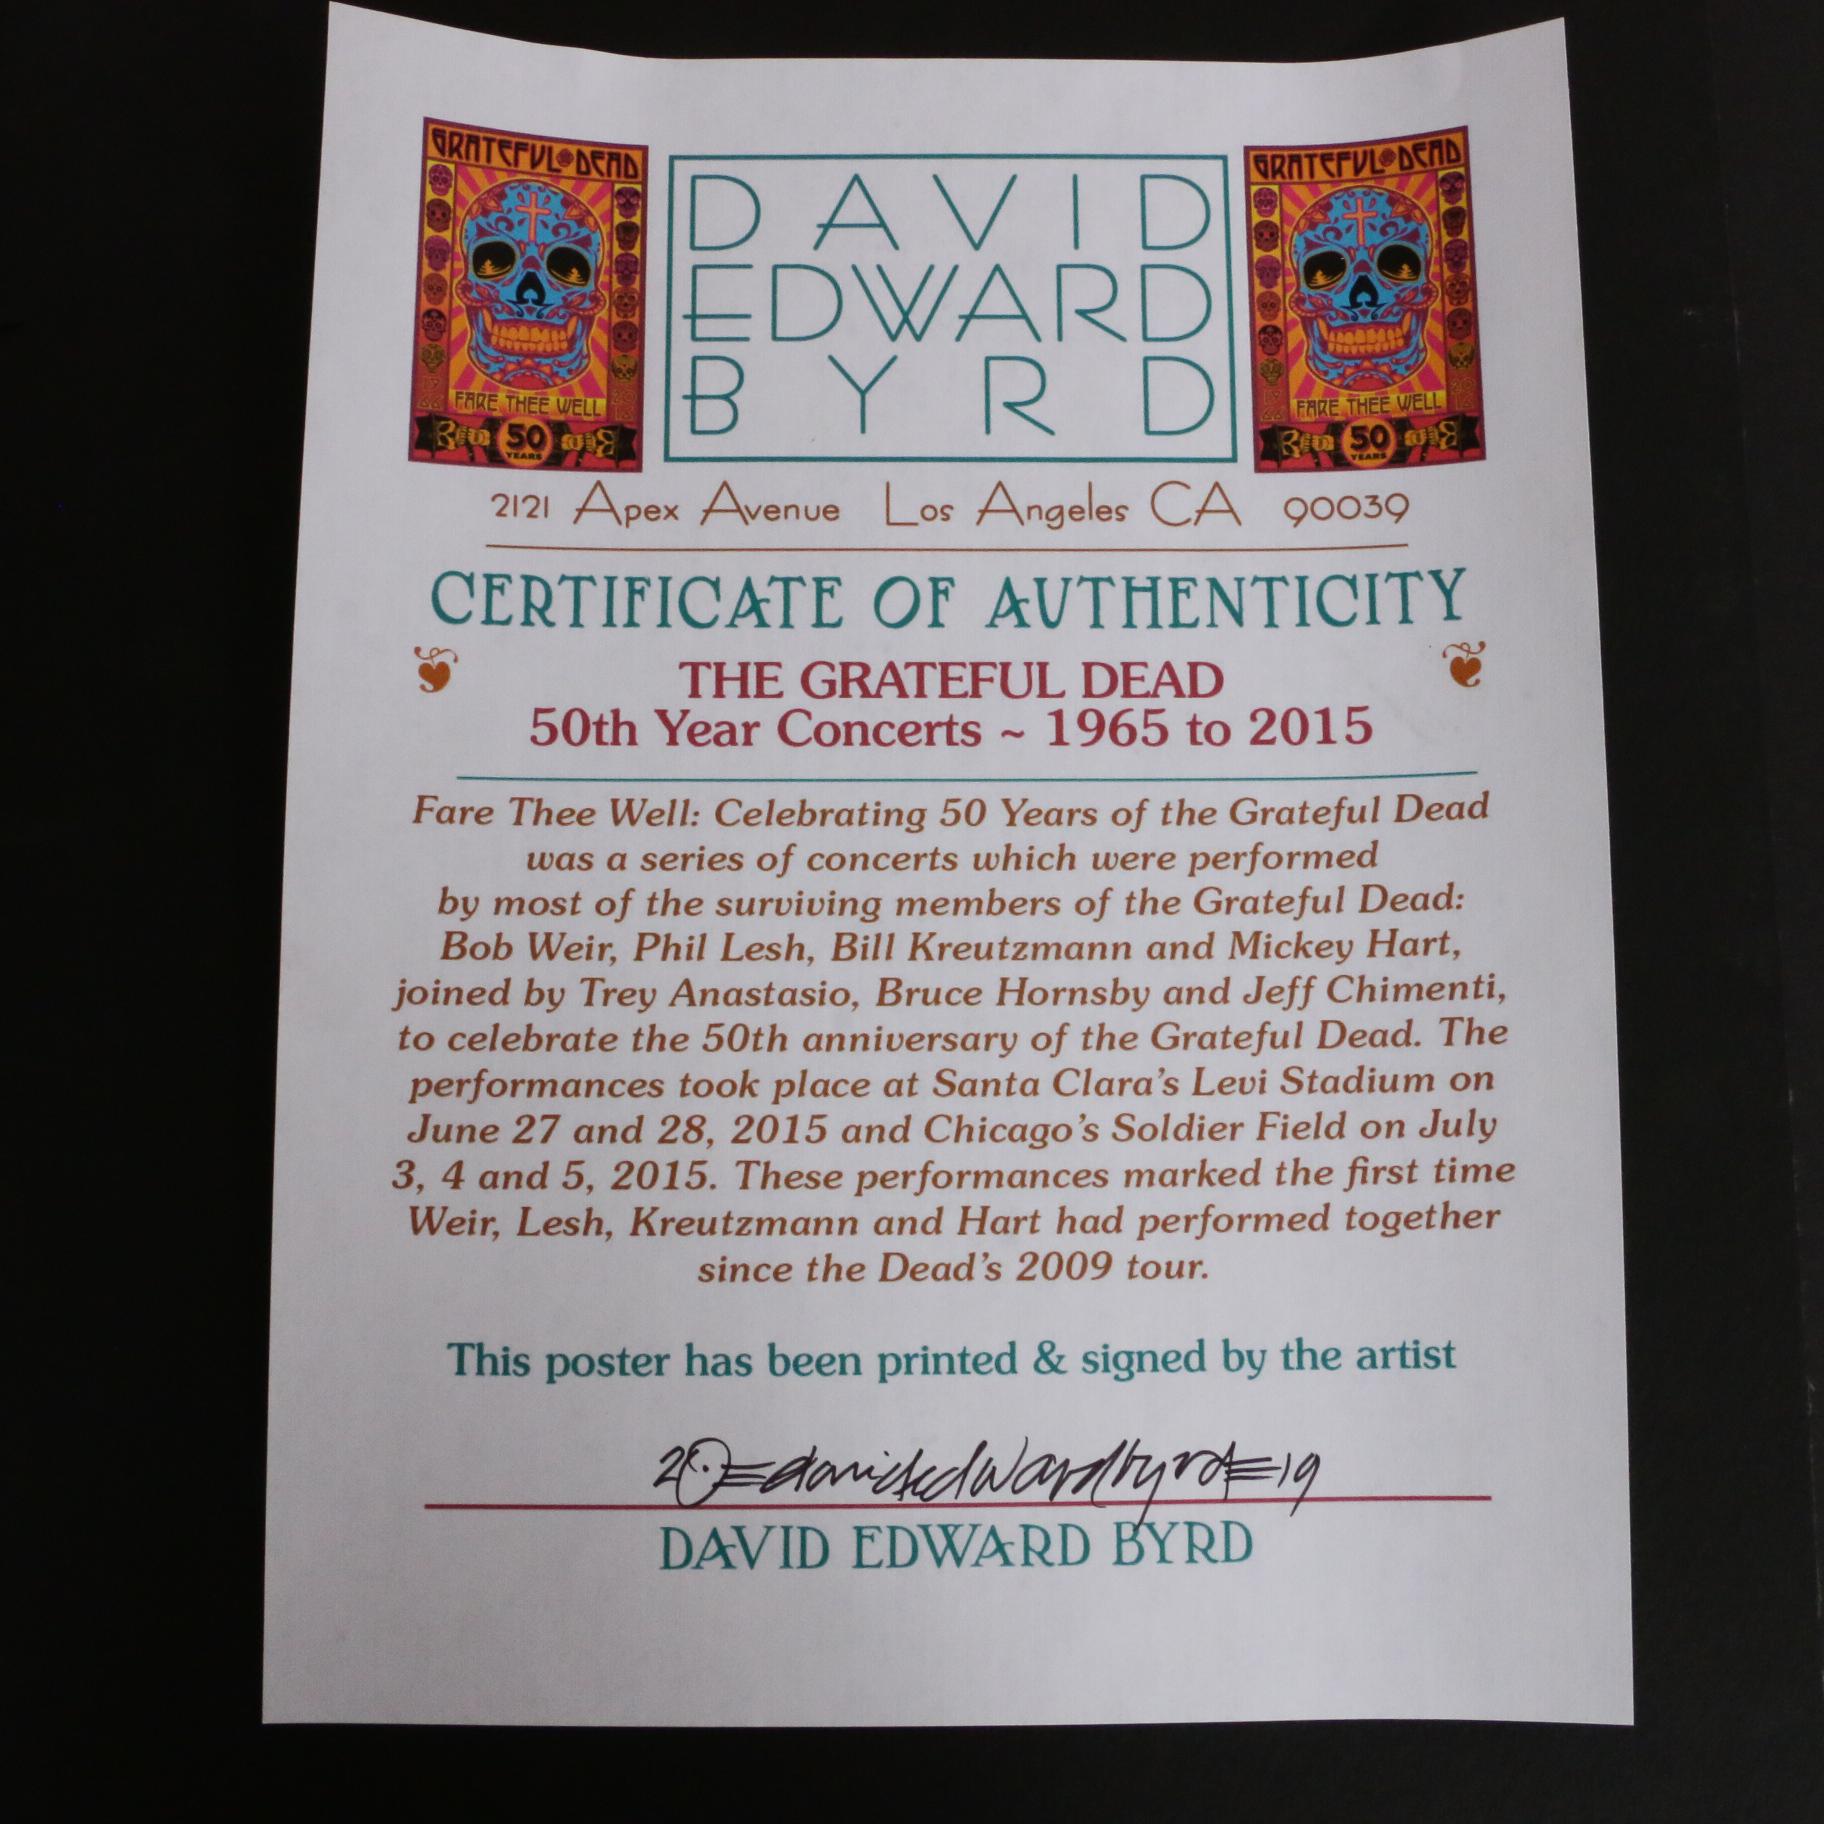 GRATEFUL DEAD
FARE THEE WELL
50
YEARS
DAVID
EDWARD
BYRD
GRATEFUL DEAD
FARE THEE WELL
50
YEARS
2121 Apex Avenue Los Angeles CA 90039
CERTIFICATE OF AUTHENTICITY
THE GRATEFUL DEAD
50th Year Concerts ~ 1965 to 2015
Fare Thee Well: Celebrating 50 Years of the Grateful Dead
was a series of concerts which were performed
by most of the surviving members of the Grateful Dead:
Bob Weir, Phil Lesh, Bill Kreutzmann and Mickey Hart,
joined by Trey Anastasio, Bruce Hornsby and Jeff Chimenti,
to celebrate the 50th anniversary of the Grateful Dead. The
performances took place at Santa Clara's Levi Stadium on
June 27 and 28, 2015 and Chicago's Soldier Field on July
3, 4 and 5, 2015. These performances marked the first time
Weir, Lesh, Kreutzmann and Hart had performed together
since the Dead's 2009 tour.
This poster has been printed & signed by the artist
20=davidedwardbyrd=19
DAVID EDWARD BYRD